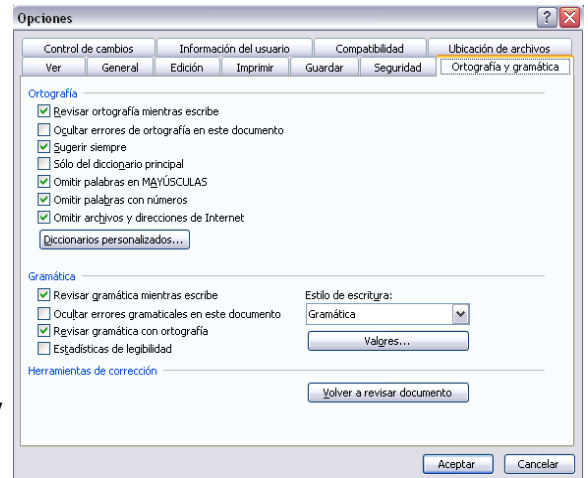 Opciones
Control de cambios Información del usuario Compatibilidad Ubicación de archivos
Ver General Edición Imprimir Guardar Seguridad Ortografía y gramática
Ortografía
Revisar ortografía mientras escribe
Ocultar errores de ortografía en este documento
Sugerir siempre
Sólo del diccionario principal
Omitir palabras en MAYÚSCULAS
Omitir palabras con números
Omitir archivos y direcciones de Internet
Diccionarios personalizados...
Gramática
Revisar gramática mientras escribe Estilo de escritura:
Ocultar errores gramaticales en este documento Gramática
Revisar gramática con ortografía Valores...
Estadísticas de legibilidad
Herramientas de corrección
Volver a revisar documento
Aceptar Cancelar